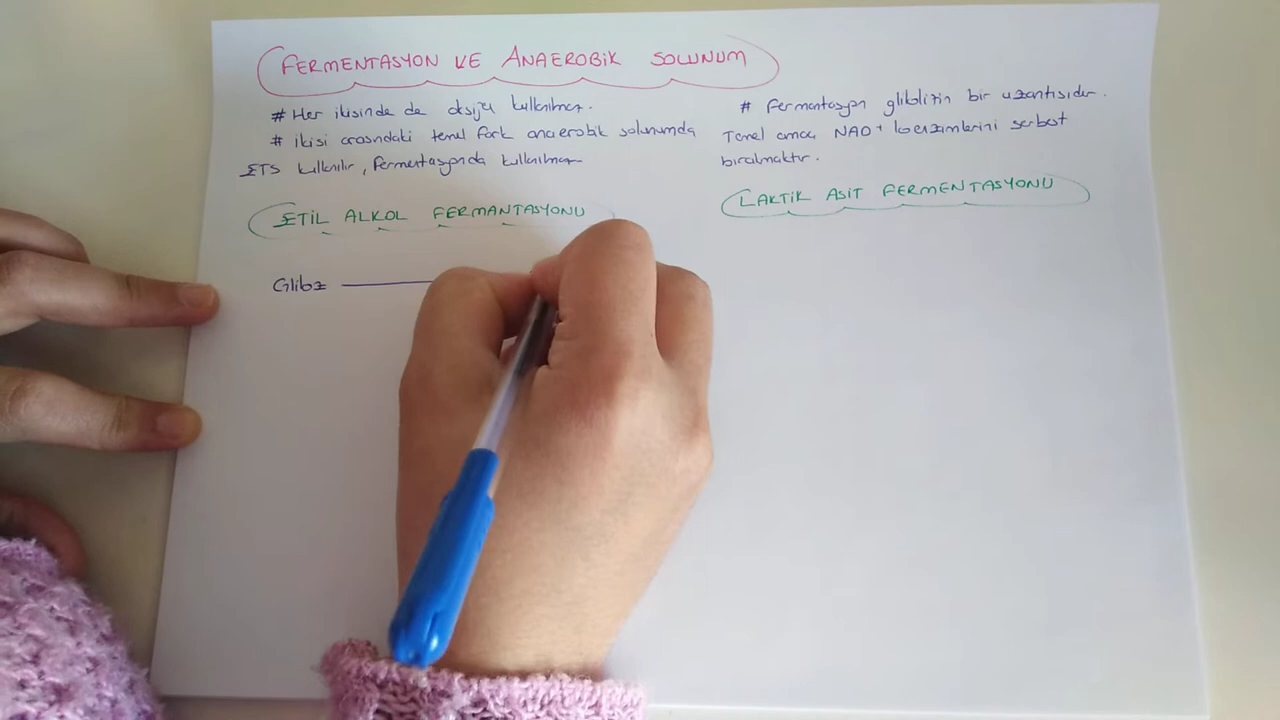 FERMENTASYON VE ANAEROBİK SOLUNUM
# Her ikisinde de oksijen kullanılmaz.
# ikisi arasındaki temel fark anaerobik solunumda
ETS kullanılır, fermentasyonda kullanılmaz
# Fermentasyon glikolizin bir uzantısıdır.
Temel amaç NAD+ koenzimlerini serbest
bırakmaktır.
ETİL ALKOL FERMANTASYONU
Glikoz
LAKTİK ASİT FERMENTASYONU